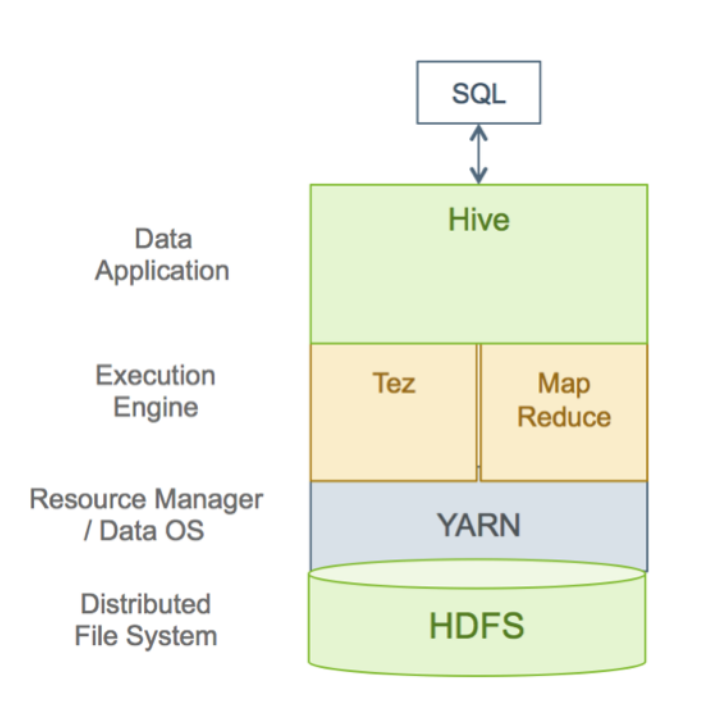 SQL
Hive
Data
Application
Execution
Engine
Tez
Map
Reduce
Resource Manager
/ Data OS
YARN
Distributed
File System
HDFS